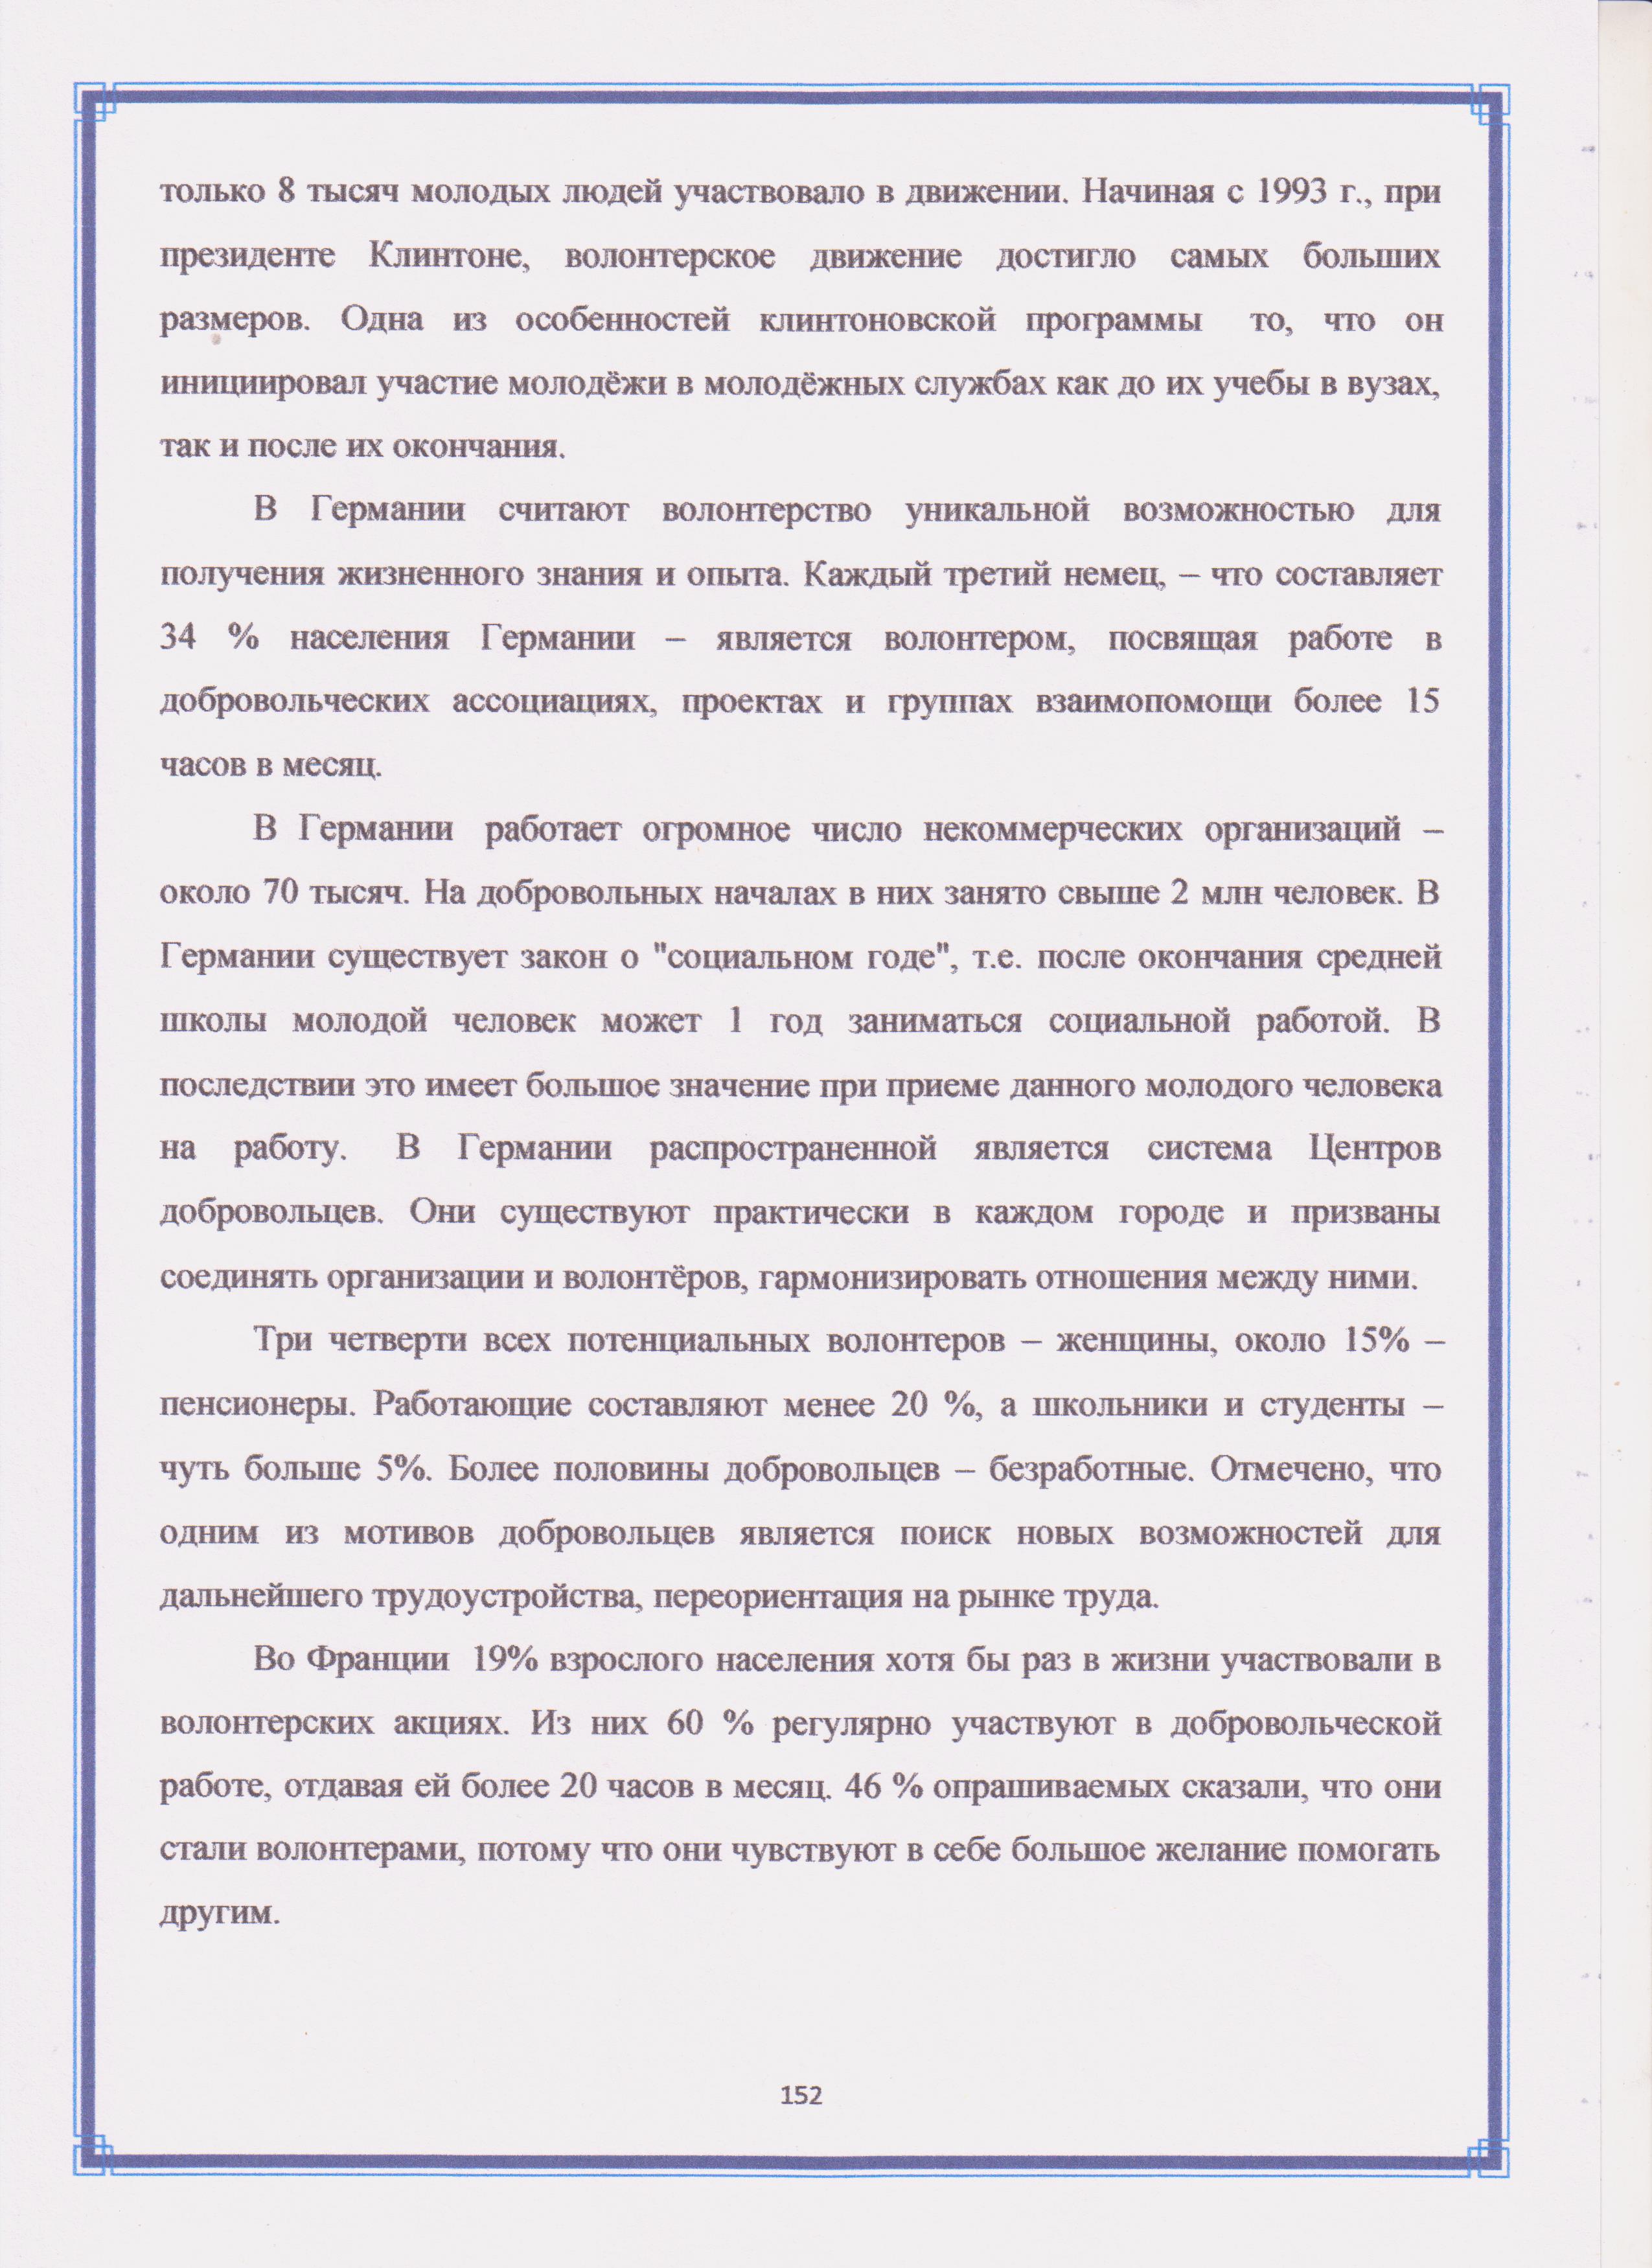 только 8 тысяч молодых людей участвовало в движении. Начиная с 1993 г., при
президенте Клинтоне, волонтерское движение достигло самых больших
размеров. Одна из особенностей клинтоновской программы то, что он
инициировал участие молодёжи в молодёжных службах как до их учебы в вузах,
так и после их окончания.
В Германии считают волонтерство уникальной возможностью для
получения жизненного знания и опыта. Каждый третий немец, – что составляет
34 % населения Германии – является волонтером, посвящая работе в
добровольческих ассоциациях, проектах и группах взаимопомощи более 15
часов в месяц.
В Германии работает огромное число некоммерческих организаций –
около 70 тысяч. На добровольных началах в них занято свыше 2 млн человек. В
Германии существует закон о "социальном годе", т.е. после окончания средней
школы молодой человек может 1 год заниматься социальной работой. В
последствии это имеет большое значение при приеме данного молодого человека
на работу. В Германии распространенной является система Центров
добровольцев. Они существуют практически в каждом городе и призваны
соединять организации и волонтёров, гармонизировать отношения между ними.
Три четверти всех потенциальных волонтеров – женщины, около 15% –
пенсионеры. Работающие составляют менее 20 %, а школьники и студенты –
чуть больше 5%. Более половины добровольцев – безработные. Отмечено, что
одним из мотивов добровольцев является поиск новых возможностей для
дальнейшего трудоустройства, переориентация на рынке труда.
Во Франции 19% взрослого населения хотя бы раз в жизни участвовали в
волонтерских акциях. Из них 60 % регулярно участвуют в добровольческой
работе, отдавая ей более 20 часов в месяц. 46 % опрашиваемых сказали, что они
стали волонтерами, потому что они чувствуют в себе большое желание помогать
другим.
152